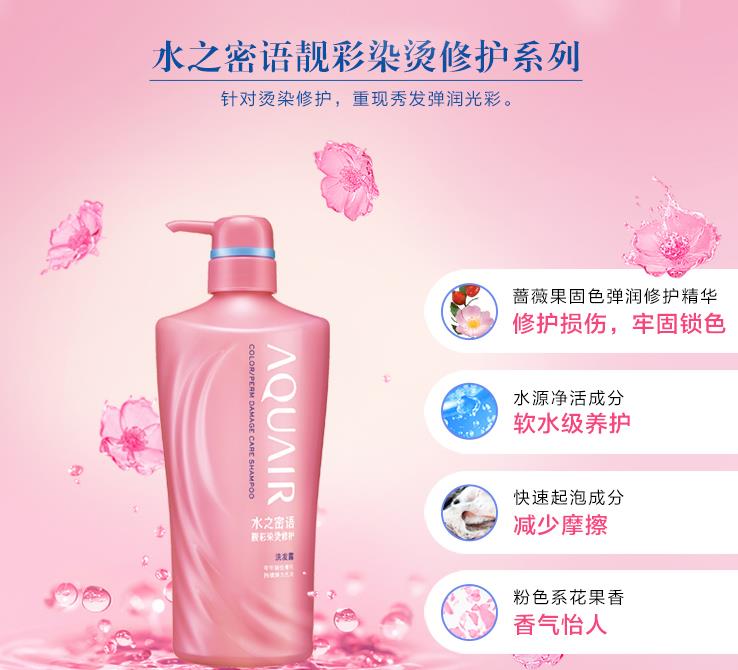 水之密语靓彩染烫修护系列
针对烫染修护，重现秀发弹润光彩。
AQUAIR
COLOR/PERM DAMAGE CARE SHAMPOO
水之密语
靓彩染烫修护
洗发露
蔷薇果固色弹润修护精华
修护损伤，牢固锁色
水源净活成分
软水级养护
快速起泡成分
减少摩擦
粉色系花果香
香气怡人